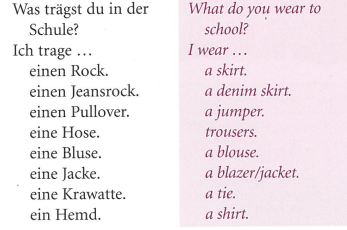 Was trägst du in der
Schule?
Ich trage …
einen Rock.
einen Jeansrock.
einen Pullover.
eine Hose.
eine Bluse.
eine Jacke.
eine Krawatte.
ein Hemd.
What do you wear to
school?
I wear …
a skirt.
a denim skirt.
a jumper.
trousers.
a blouse.
a blazer/jacket.
a tie.
a shirt.